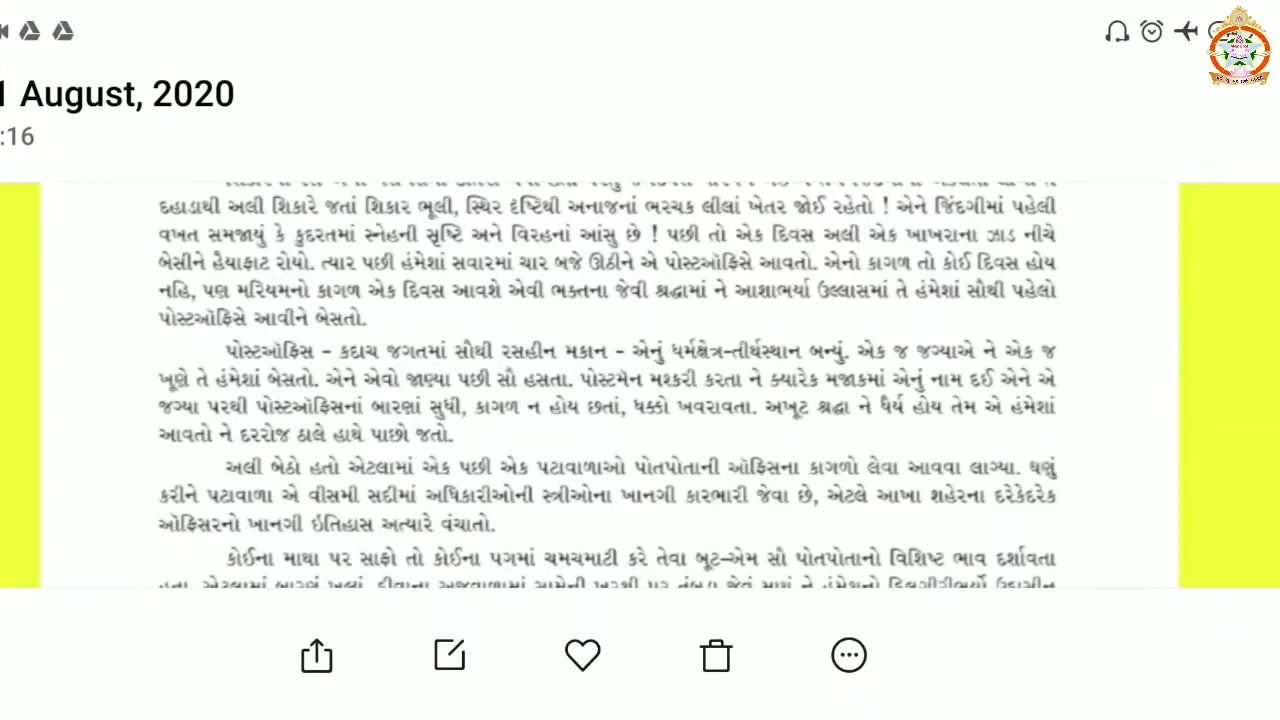 1 August, 2020
:16
દહાડાથી અલી શિકારે જતાં શિકાર ભૂલી, સ્થિર દૃષ્ટિથી અનાજનાં ભરચક લીલાં ખેતર જોઈ રહેતો ! એને જિંદગીમાં પહેલી
વખત સમજાયું કે કુદરતમાં સ્નેહની સૃષ્ટિ અને વિરહનાં આંસુ છે ! પછી તો એક દિવસ અલી એક ખાખરાના ઝાડ નીચે
બેસીને હૈયાફાટ રોયો. ત્યાર પછી હંમેશાં સવારમાં ચાર બજે ઊઠીને એ પોસ્ટઑફિસે આવતો. એનો કાગળ તો કોઈ દિવસ હોય
નહિ, પણ મરિયમનો કાગળ એક દિવસ આવશે એવી ભક્તના જેવી શ્રદ્ધામાં ને આશાભર્યા ઉલ્લાસમાં તે હંમેશાં સૌથી પહેલો
પોસ્ટઑફિસે આવીને બેસતો.
પોસ્ટઑફિસ - કદાચ જગતમાં સૌથી રસહીન મકાન - એનું ધર્મક્ષેત્ર-તીર્થસ્થાન બન્યું. એક જ જગ્યાએ ને એક જ
ખૂણે તે હંમેશાં બેસતો. એને એવો જાણ્યા પછી સૌ હસતા. પોસ્ટમૅન મશ્કરી કરતા ને ક્યારેક મજાકમાં એનું નામ દઈ એને એ
જગ્યા પરથી પોસ્ટઑફિસનાં બારણાં સુધી, કાગળ ન હોય છતાં, ધક્કો ખવરાવતા. અખૂટ શ્રદ્ધા ને ધૈર્ય હોય તેમ એ હંમેશાં
આવતો ને દરરોજ ઠાલે હાથે પાછો જતો.
અલી બેઠો હતો એટલામાં એક પછી એક પટાવાળાઓ પોતપોતાની ઑફિસના કાગળો લેવા આવવા લાગ્યા. ઘણું
કરીને પટાવાળા એ વીસમી સદીમાં અધિકારીઓની સ્ત્રીઓના ખાનગી કારભારી જેવા છે, એટલે આખા શહેરના દરેકેદરેક
ઑફિસરનો ખાનગી ઇતિહાસ અત્યારે વંચાતો.
કોઈના માથા પર સાફો તો કોઈના પગમાં ચમચમાટી કરે તેવા બૂટ-એમ સૌ પોતપોતાનો વિશિષ્ટ ભાવ દર્શાવતા